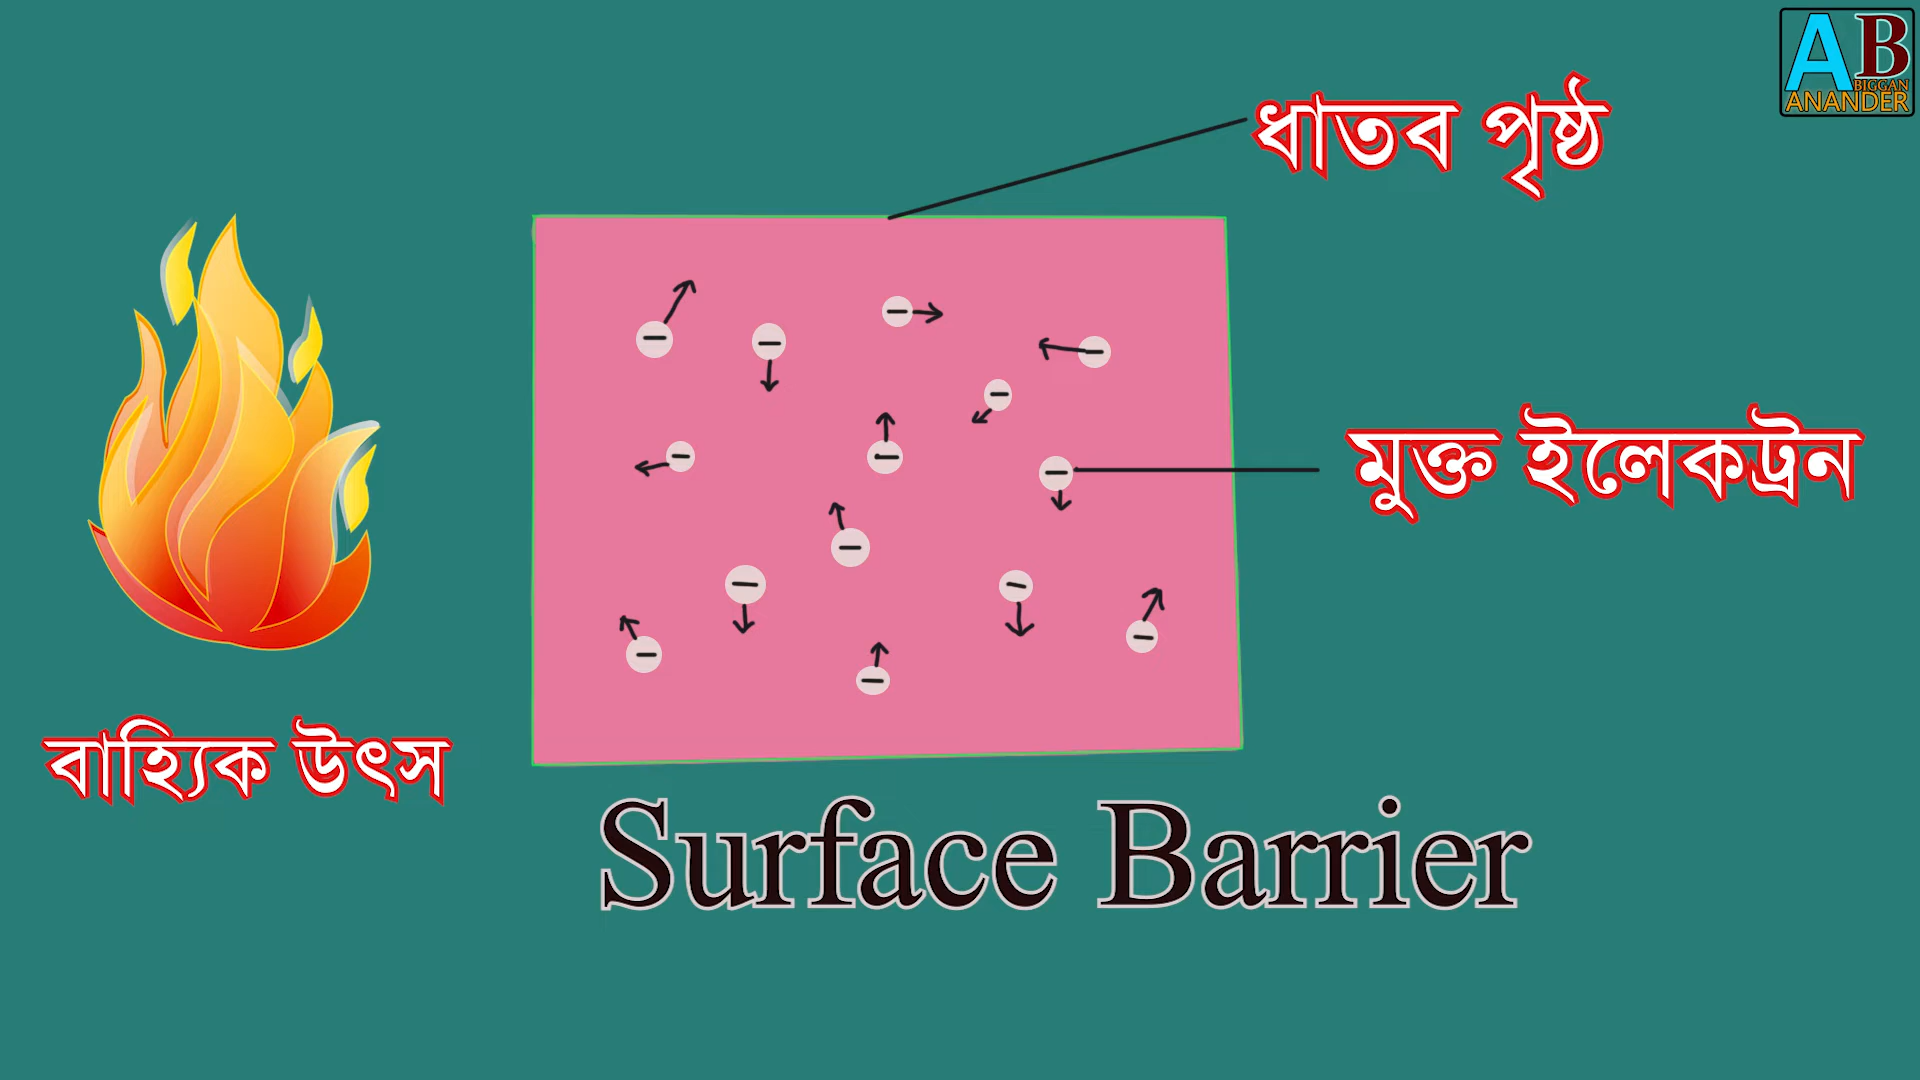 AB
BIGGAN
ANANDER
ধাতব পৃষ্ঠ
মুক্ত ইলেকট্রন
বাহ্যিক উৎস
Surface Barrier